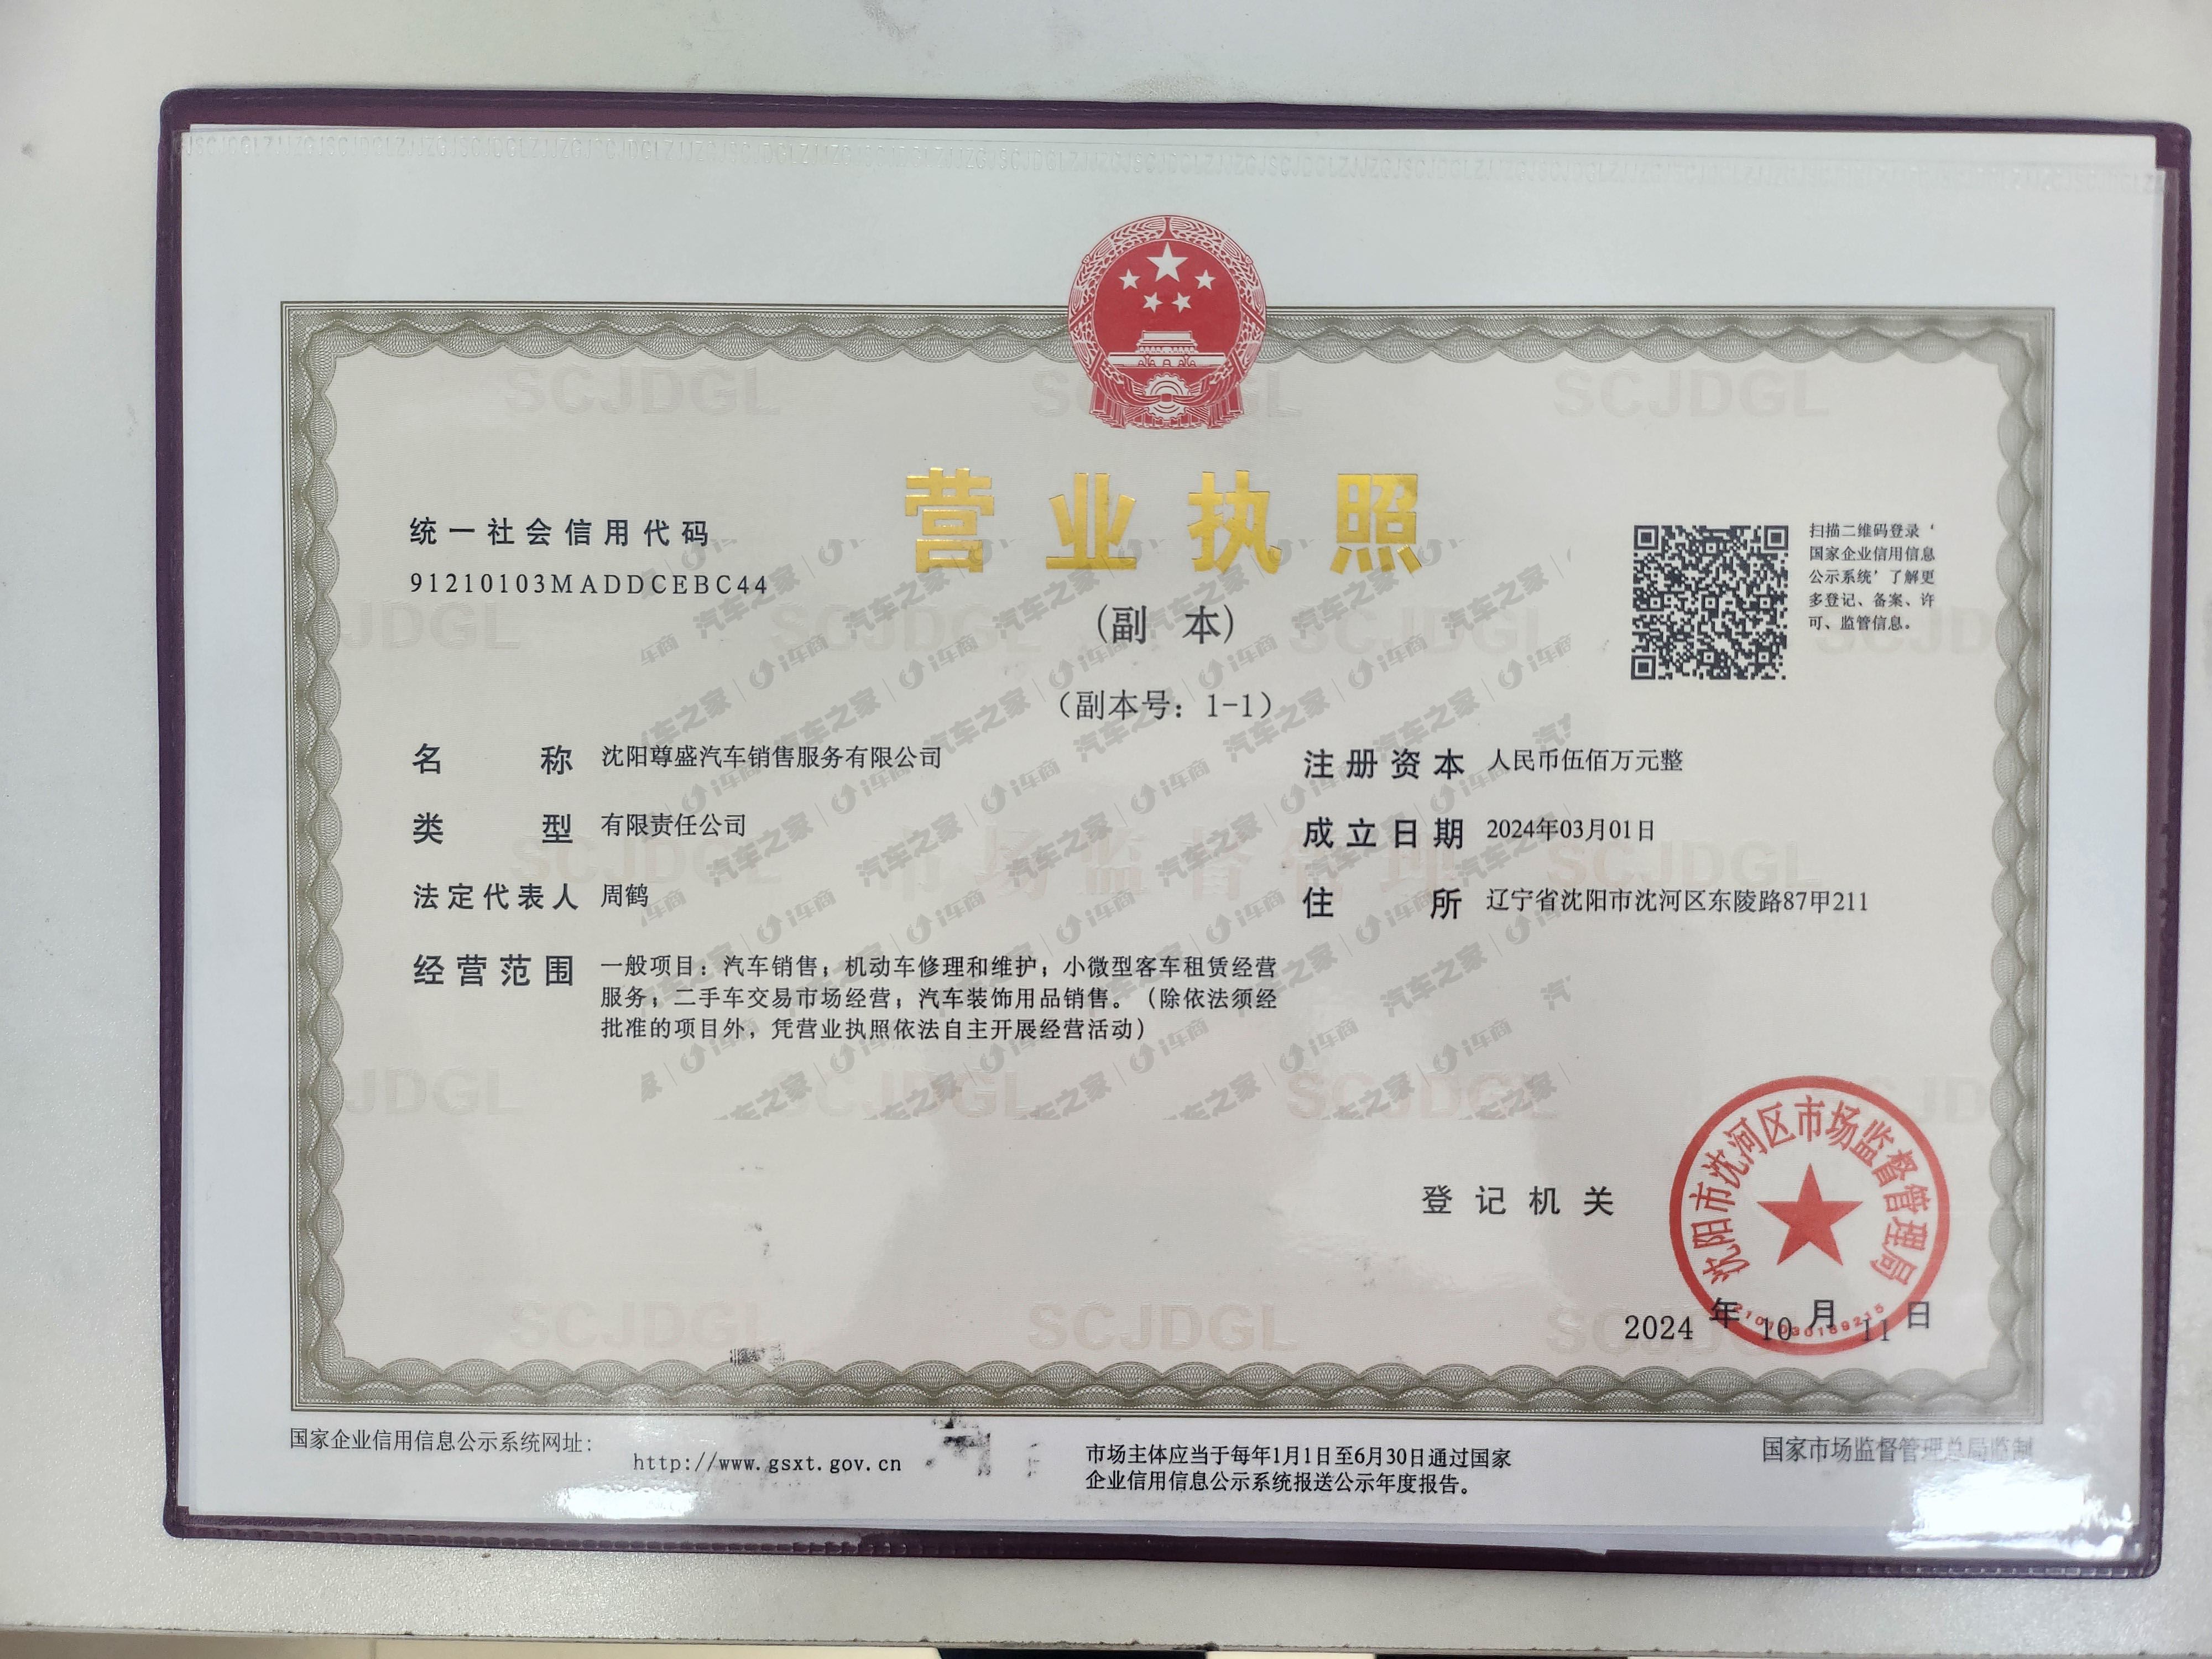 营业执照
统一社会信用代码
91210103MADDCEBC44
(副 本)
（副本号：1-1）
扫描二维码登录‘
国家企业信用信息
公示系统’了解更
多登记、备案、许
可、监管信息。
名 称 沈阳尊盛汽车销售服务有限公司
类 型 有限责任公司
法定代表人 周鹤
经营范围 一般项目：汽车销售；机动车修理和维护；小微型客车租赁经营
服务；二手车交易市场经营；汽车装饰用品销售。（除依法须经
批准的项目外，凭营业执照依法自主开展经营活动）
注册资本 人民币伍佰万元整
成立日期 2024年03月01日
住 所 辽宁省沈阳市沈河区东陵路87甲211
登记机关
沈阳市沈河区市场监督管理局
2024 年 10 月 11 日
国家企业信用信息公示系统网址：
http://www.gsxt.gov.cn
市场主体应当于每年1月1日至6月30日通过国家
企业信用信息公示系统报送公示年度报告。
国家市场监督管理总局监制
SCJDGL
市场监督管理
汽车之家 | i车商